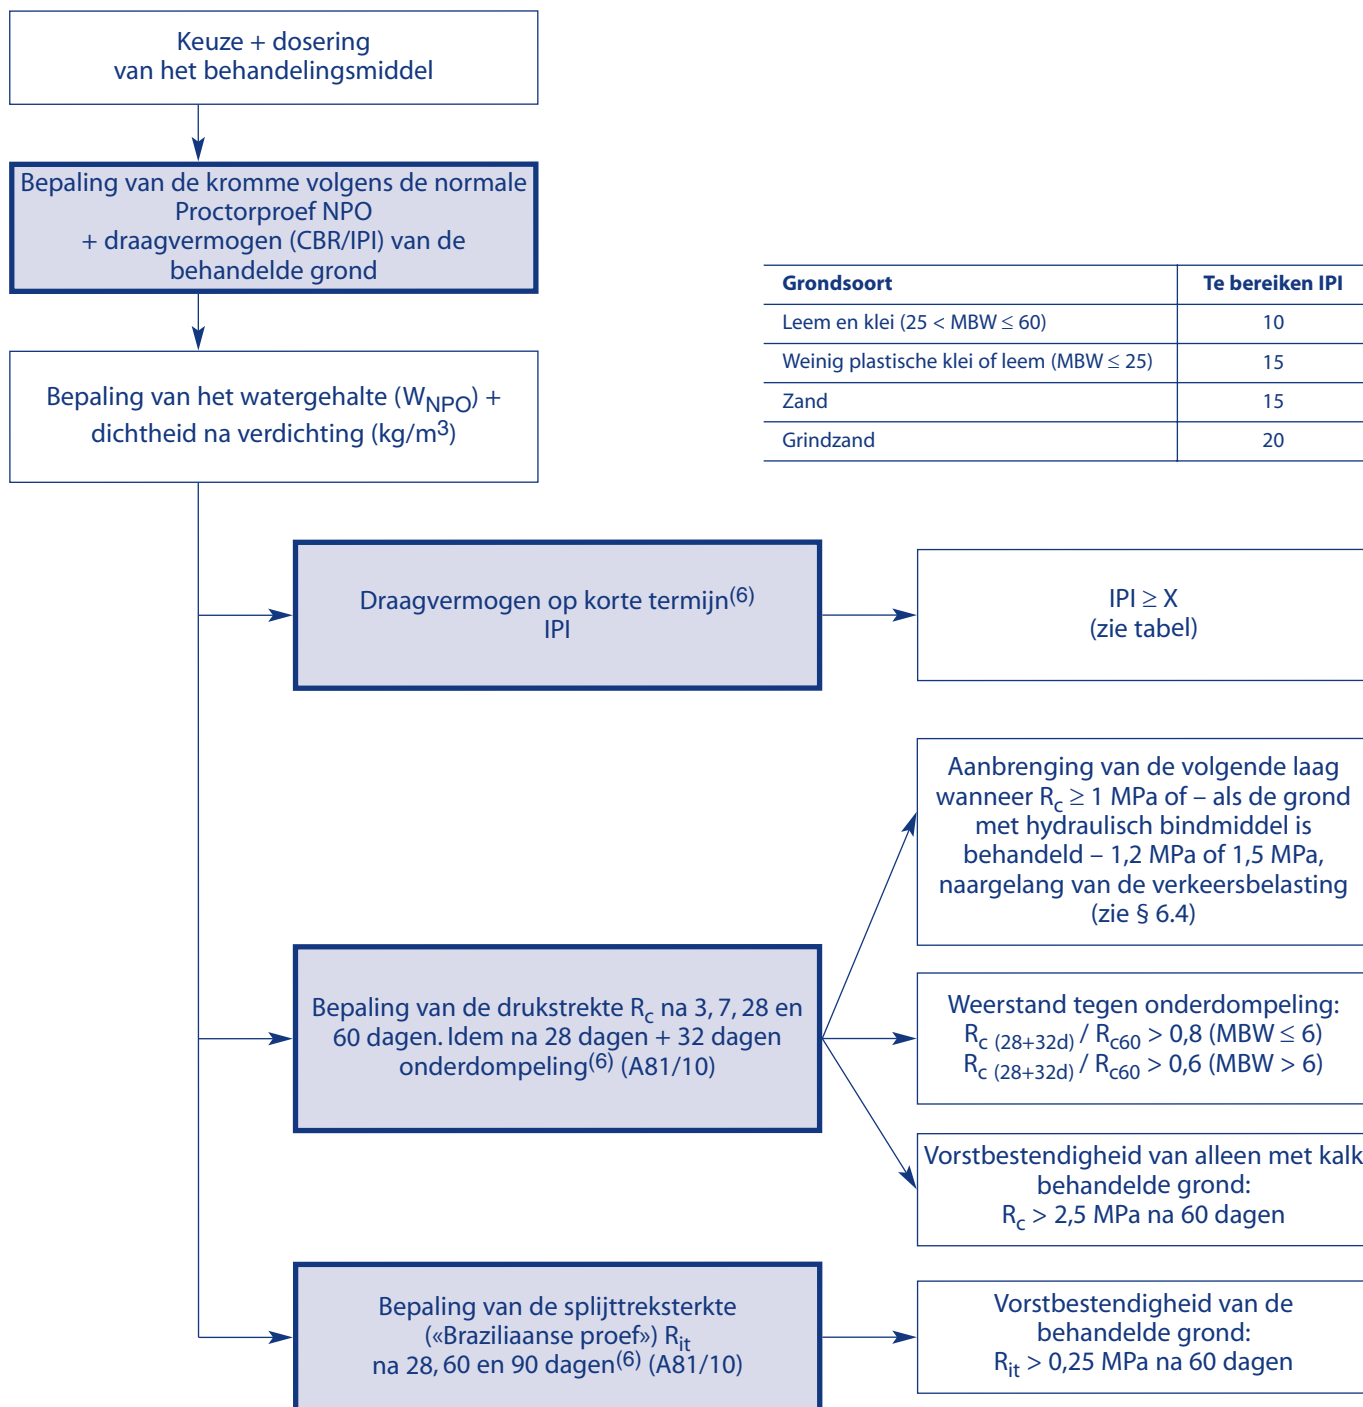 Keuze + dosering
van het behandelingsmiddel
Bepaling van de kromme volgens de normale
Proctorproef NPO
+ draagvermogen (CBR/IPI) van de
behandelde grond
Grondsoort Te bereiken IPI
Leem en klei (25 < MBW ≤ 60) 10
Weinig plastische klei of leem (MBW ≤ 25) 15
Zand 15
Grindzand 20
Bepaling van het watergehalte (W_NPO) +
dichtheid na verdichting (kg/m³)
Draagvermogen op korte termijn(6)
IPI
IPI ≥ X
(zie tabel)
Aanbrenging van de volgende laag
wanneer Rc ≥ 1 MPa of – als de grond
met hydraulisch bindmiddel is
behandeld – 1,2 MPa of 1,5 MPa,
naargelang van de verkeersbelasting
(zie § 6.4)
Bepaling van de drukstrekte Rc na 3, 7, 28 en
60 dagen. Idem na 28 dagen + 32 dagen
onderdompeling(6) (A81/10)
Weerstand tegen onderdompeling:
Rc (28+32d) / Rc60 > 0,8 (MBW ≤ 6)
Rc (28+32d) / Rc60 > 0,6 (MBW > 6)
Vorstbestendigheid van alleen met kalk
behandelde grond:
Rc > 2,5 MPa na 60 dagen
Bepaling van de splijttreksterkte
(«Braziliaanse proef») Rit
na 28, 60 en 90 dagen(6) (A81/10)
Vorstbestendigheid van de
behandelde grond:
Rit > 0,25 MPa na 60 dagen